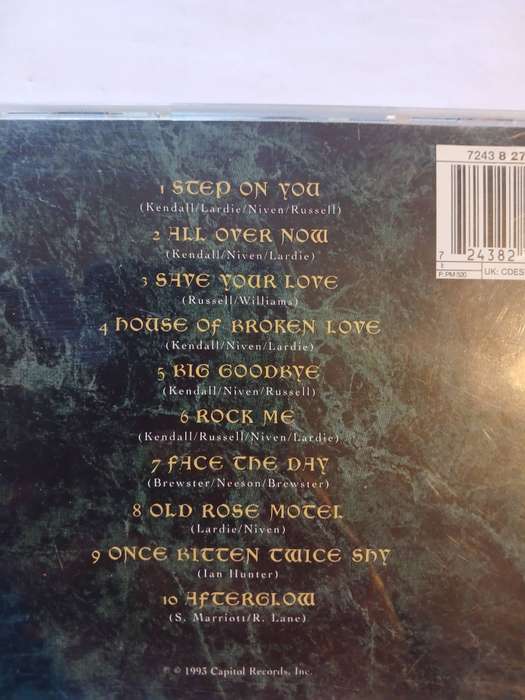 7243 8 27
1 STEP ON YOU
(Kendall/Lardie/Niven/Russell)
2 ALL OVER NOW
(Kendall/Niven/Lardie)
3 SAVE YOUR LOVE
(Russell/Williams)
4 HOUSE OF BROKEN LOVE
(Kendall/Niven/Lardie)
5 BIG GOODBYE
(Kendall/Niven/Russell)
6 ROCK ME
(Kendall/Russell/Niven/Lardie)
7 FACE THE DAY
(Brewster/Neeson/Brewster)
8 OLD ROSE MOTEL
(Lardie/Niven)
9 ONCE BITTEN TWICE SHY
(Ian Hunter)
10 AFTERGLOW
(S. Marriott/R. Lane)
7 24382
F: PM 520
UK: CDES
℗ © 1993 Capitol Records, Inc.